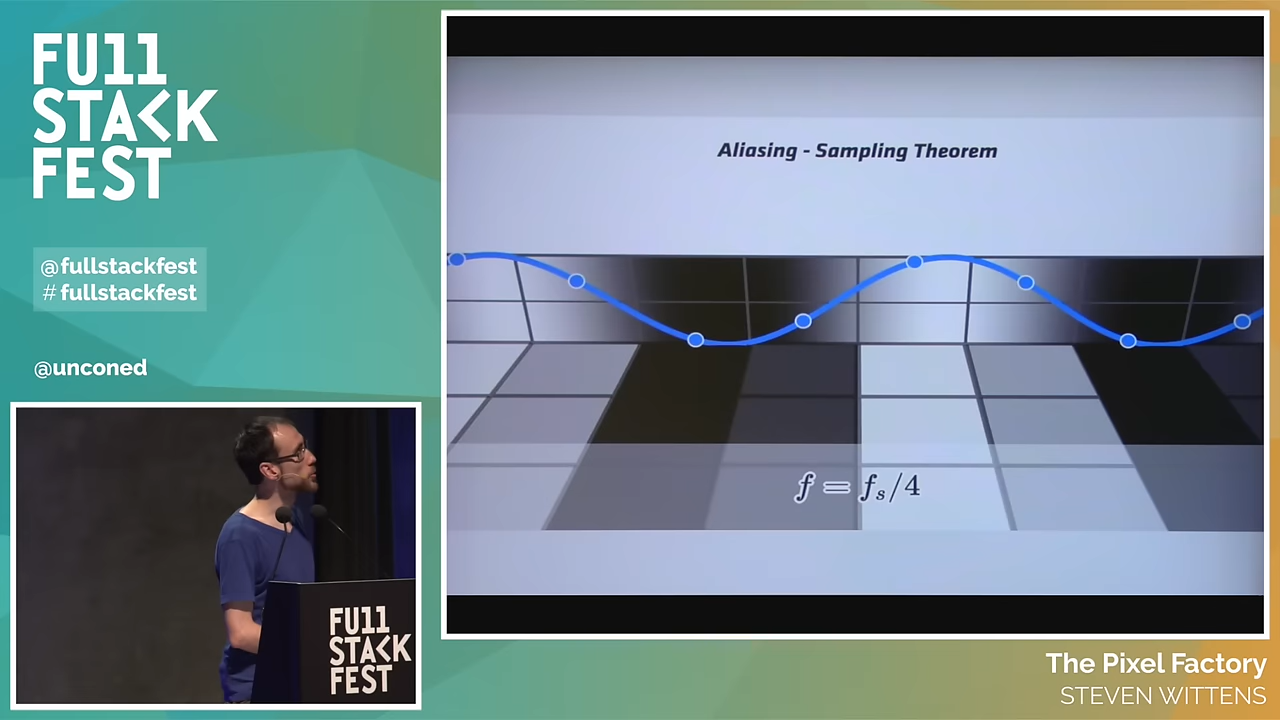 FU11
STACK
FEST
@fullstackfest
# fullstackfest
@unconed
Aliasing - Sampling Theorem
f = fs/4
FU11
STACK
FEST
The Pixel Factory
STEVEN WITTENS